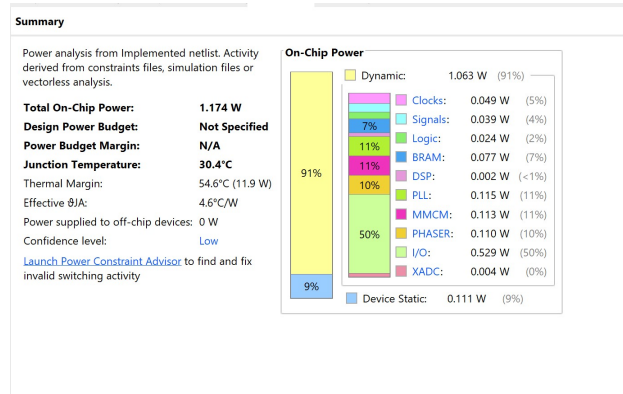 Summary
Power analysis from Implemented netlist. Activity
derived from constraints files, simulation files or
vectorless analysis.
Total On-Chip Power: 1.174 W
Design Power Budget: Not Specified
Power Budget Margin: N/A
Junction Temperature: 30.4°C
Thermal Margin: 54.6°C (11.9 W)
Effective ϑJA: 4.6°C/W
Power supplied to off-chip devices: 0 W
Confidence level: Low
Launch Power Constraint Advisor to find and fix
invalid switching activity
On-Chip Power
91%
9%
Dynamic: 1.063 W (91%)
7%
11%
11%
10%
50%
Clocks: 0.049 W (5%)
Signals: 0.039 W (4%)
Logic: 0.024 W (2%)
BRAM: 0.077 W (7%)
DSP: 0.002 W (<1%)
PLL: 0.115 W (11%)
MMCM: 0.113 W (11%)
PHASER: 0.110 W (10%)
I/O: 0.529 W (50%)
XADC: 0.004 W (0%)
Device Static: 0.111 W (9%)